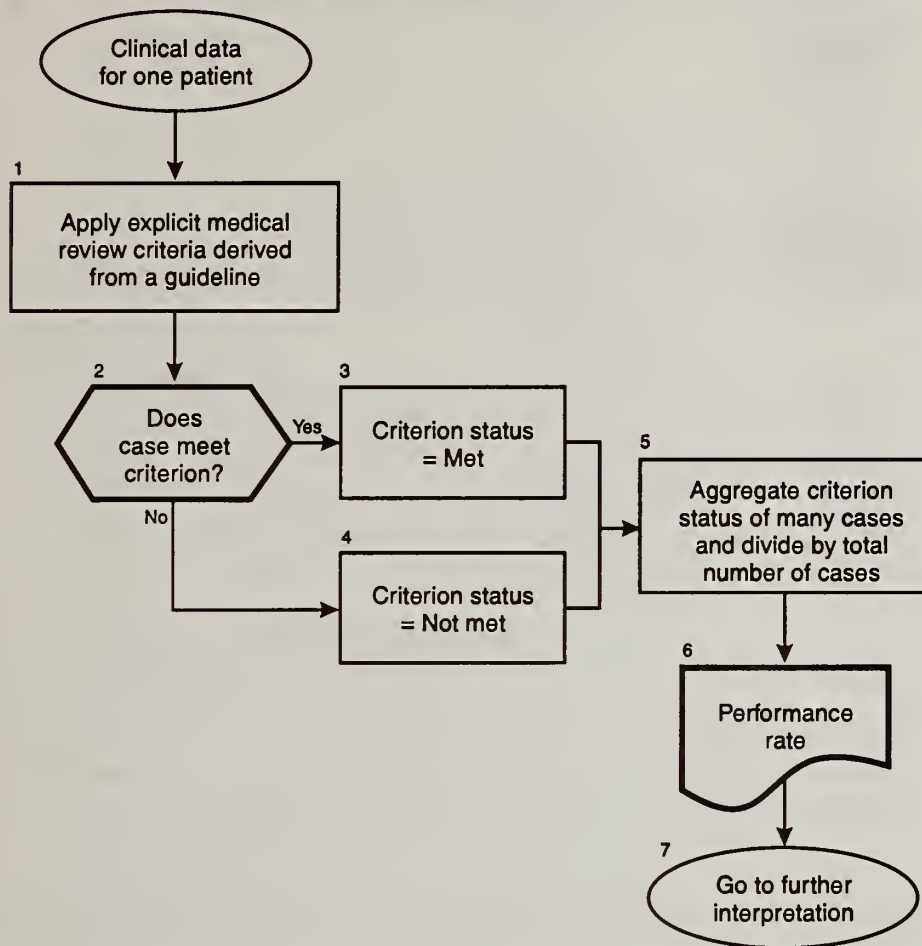 Clinical data
for one patient
1
Apply explicit medical
review criteria derived
from a guideline
2
Does
case meet
criterion?
Yes
No
3
Criterion status
= Met
4
Criterion status
= Not met
5
Aggregate criterion
status of many cases
and divide by total
number of cases
6
Performance
rate
7
Go to further
interpretation